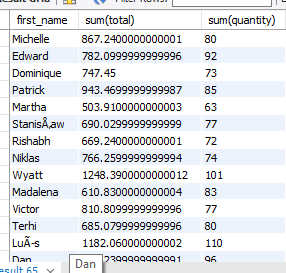 first_name sum(total) sum(quantity)
Michelle 867.2400000000001 80
Edward 782.0999999999996 92
Dominique 747.45 73
Patrick 943.4699999999987 85
Martha 503.9100000000003 63
StanisÅ‚aw 690.0299999999999 77
Rishabh 669.2400000000001 72
Niklas 766.2599999999994 74
Wyatt 1248.3900000000012 101
Madalena 610.8300000000004 83
Victor 810.8099999999996 77
Terhi 685.0799999999996 80
LuÃ-s 1182.060000000002 110
Dan 2399999999991 96
Result 65
Dan